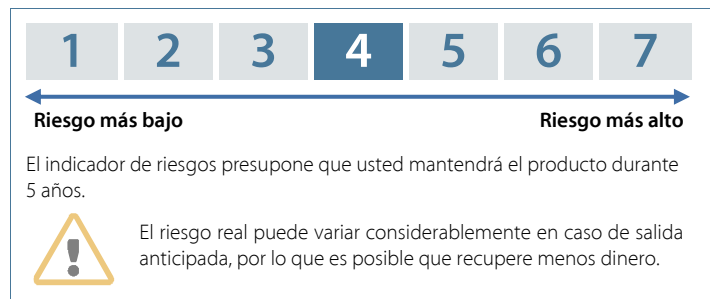 1 2 3 4 5 6 7
Riesgo más bajo Riesgo más alto
El indicador de riesgos presupone que usted mantendrá el producto durante
5 años.
El riesgo real puede variar considerablemente en caso de salida
anticipada, por lo que es posible que recupere menos dinero.